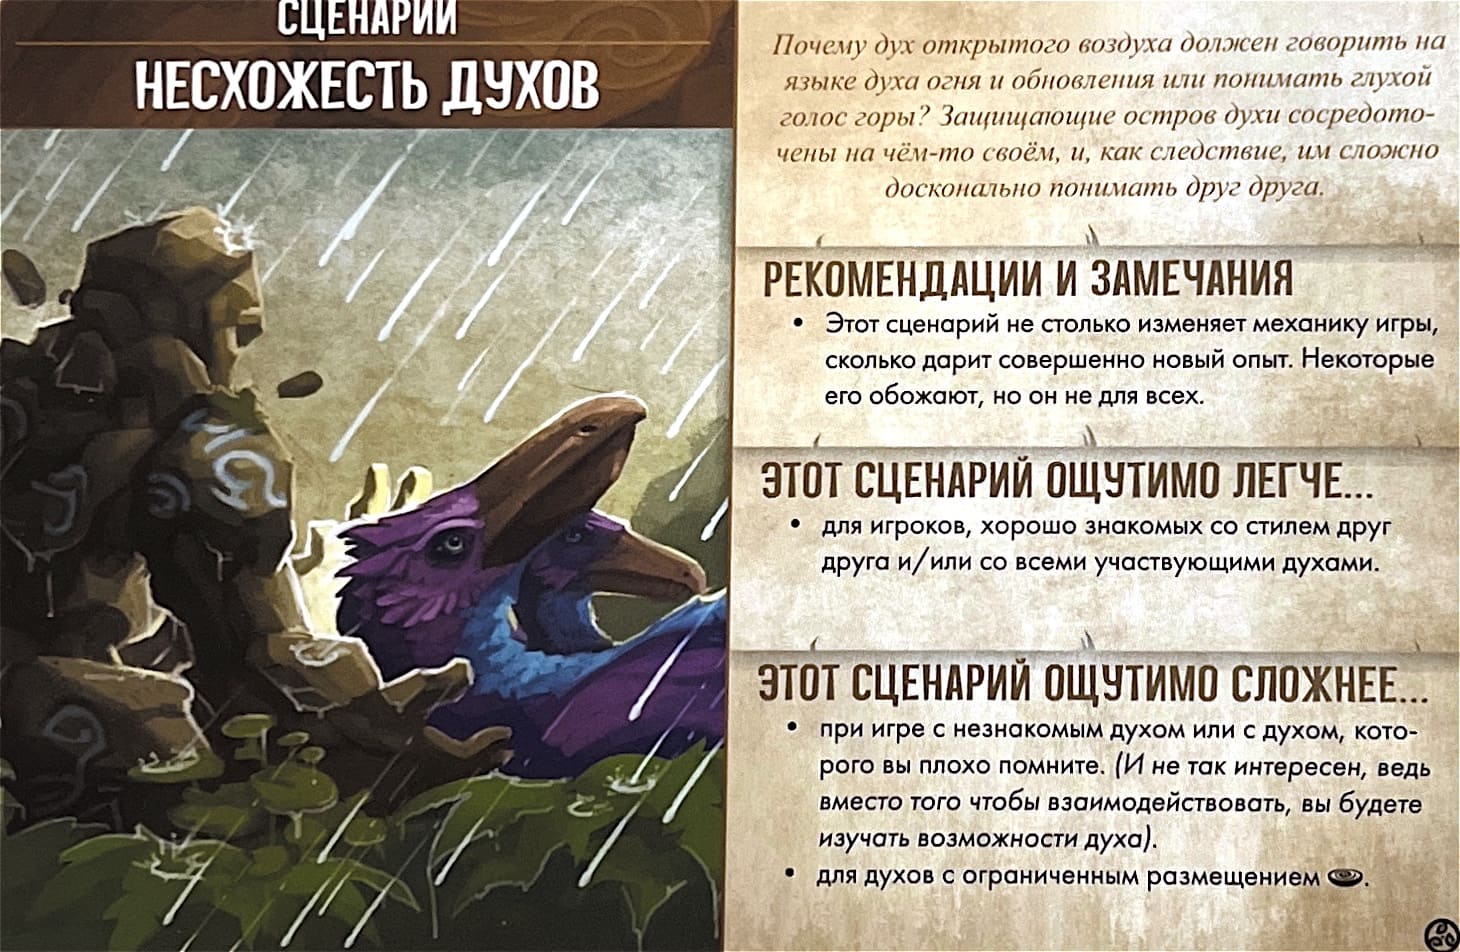 СЦЕНАРИЙ
НЕСХОЖЕСТЬ ДУХОВ
Почему дух открытого воздуха должен говорить на
языке духа огня и обновления или понимать глухой
голос горы? Защищающие остров духи сосредото-
чены на чём-то своём, и, как следствие, им сложно
досконально понимать друг друга.
РЕКОМЕНДАЦИИ И ЗАМЕЧАНИЯ
• Этот сценарий не столько изменяет механику игры,
сколько дарит совершенно новый опыт. Некоторые
его обожают, но он не для всех.
ЭТОТ СЦЕНАРИЙ ОЩУТИМО ЛЕГЧЕ...
• для игроков, хорошо знакомых со стилем друг
друга и/или со всеми участвующими духами.
ЭТОТ СЦЕНАРИЙ ОЩУТИМО СЛОЖНЕЕ...
• при игре с незнакомым духом или с духом, кото-
рого вы плохо помните. (И не так интересен, ведь
вместо того чтобы взаимодействовать, вы будете
изучать возможности духа).
• для духов с ограниченным размещением .